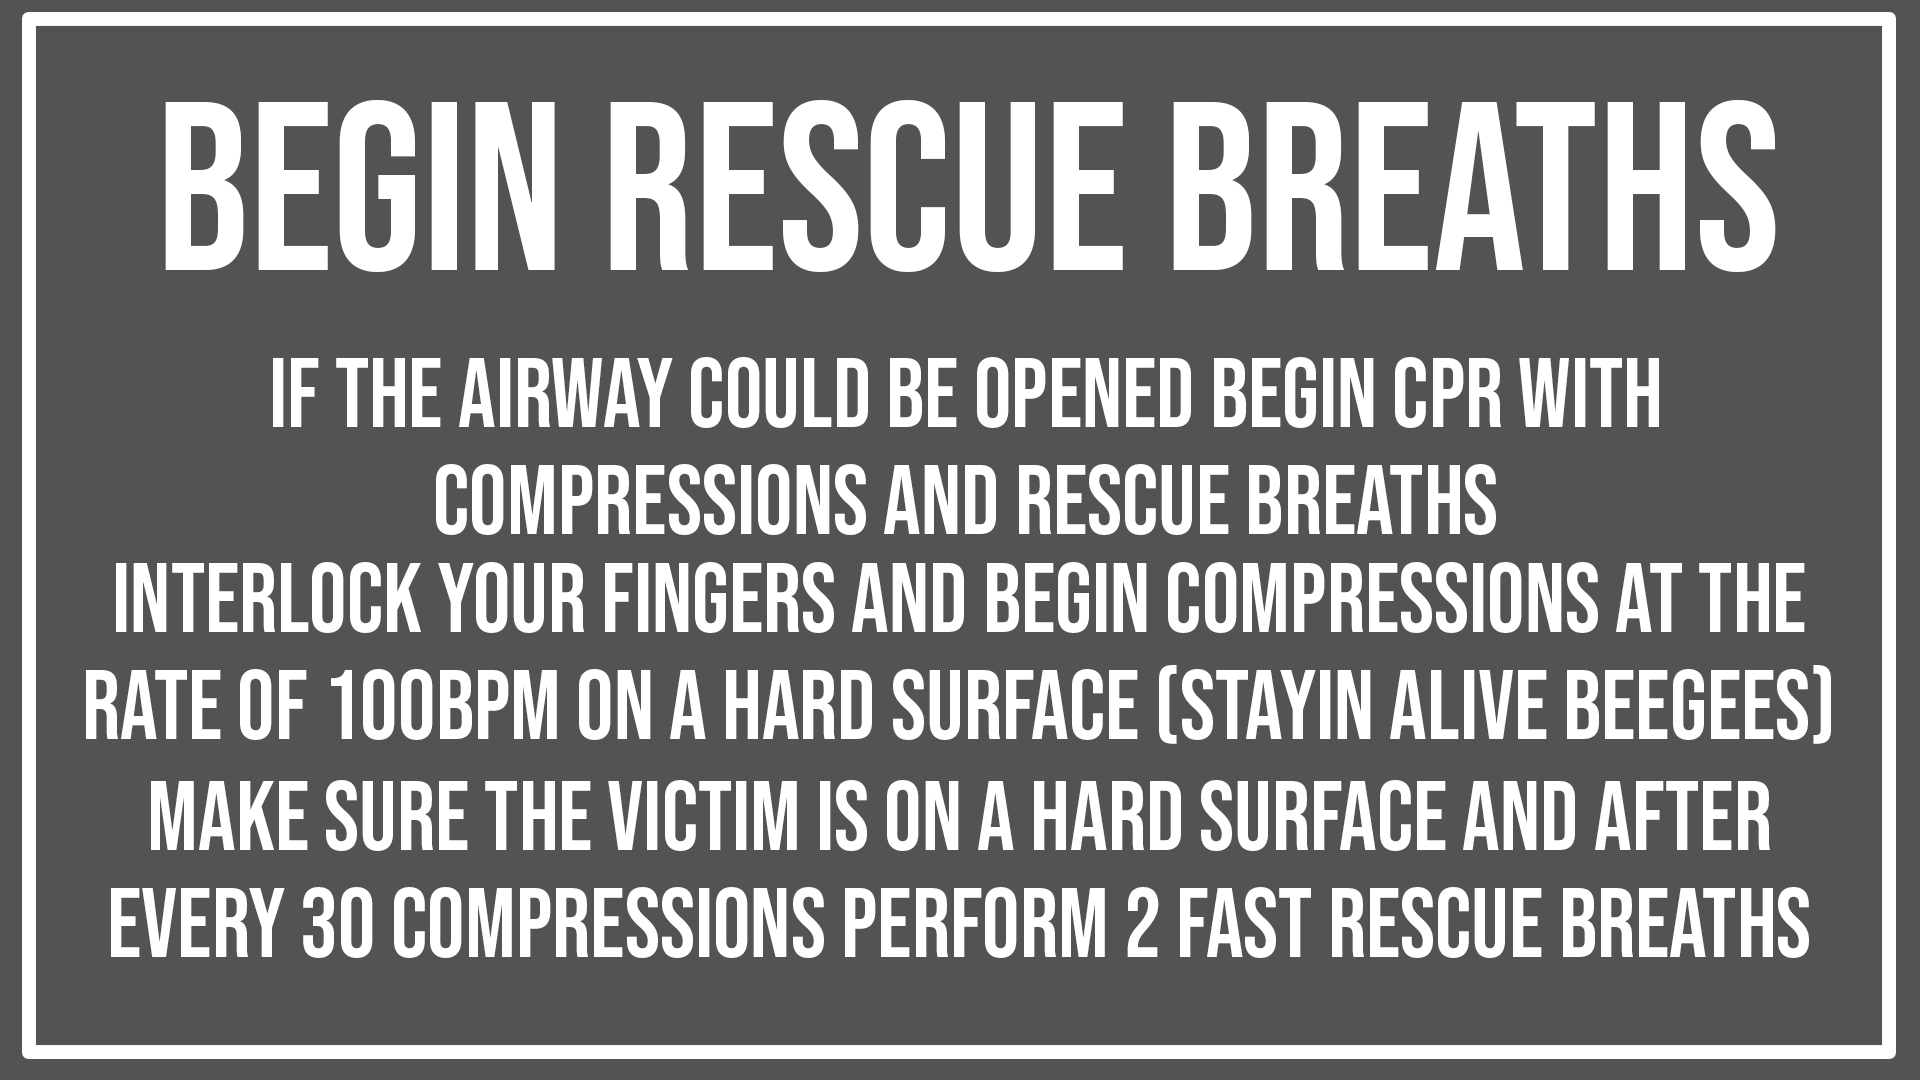 BEGIN RESCUE BREATHS
IF THE AIRWAY COULD BE OPENED BEGIN CPR WITH
COMPRESSIONS AND RESCUE BREATHS
INTERLOCK YOUR FINGERS AND BEGIN COMPRESSIONS AT THE
RATE OF 100BPM ON A HARD SURFACE (STAYIN ALIVE BEEGEES)
MAKE SURE THE VICTIM IS ON A HARD SURFACE AND AFTER
EVERY 30 COMPRESSIONS PERFORM 2 FAST RESCUE BREATHS